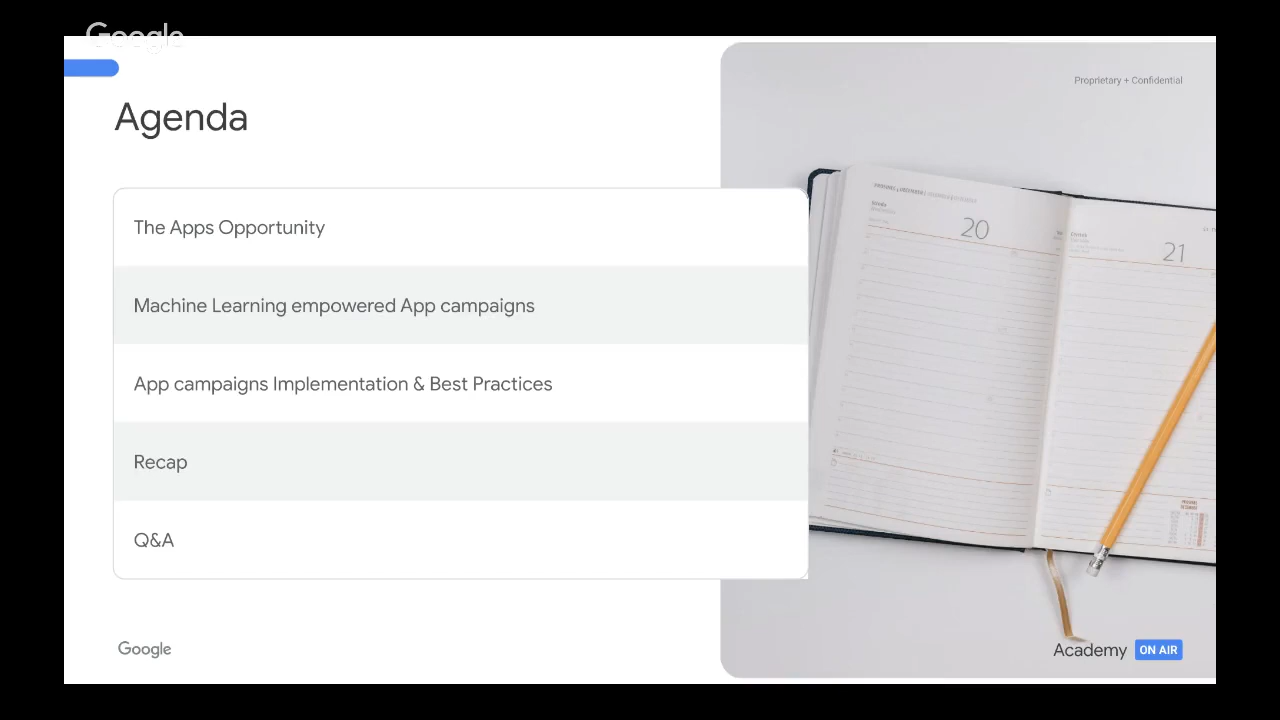 Google
Proprietary + Confidential
Agenda
The Apps Opportunity
Machine Learning empowered App campaigns
App campaigns Implementation & Best Practices
Recap
Q&A
20
21
Google
Academy ON AIR